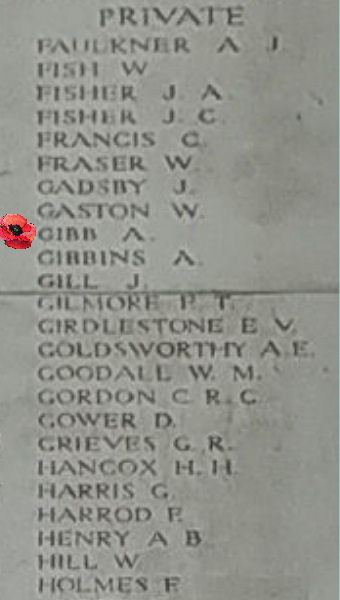 PRIVATE
FAULKNER A. J.
FISH W.
FISHER J. A.
FISHER J. C.
FRANCIS C.
FRASER W.
GADSBY J.
GASTON W.
GIBB A.
GIBBINS A.
GILL J.
GILMORE P. T.
GIRDLESTONE E. V.
GOLDSWORTHY A. E.
GOODALL W. M.
GORDON C. R. G.
GOWER D.
GRIEVES G. R.
HANCOX H. H.
HARRIS G.
HARROD F.
HENRY A. B.
HILL W.
HOLMES F.